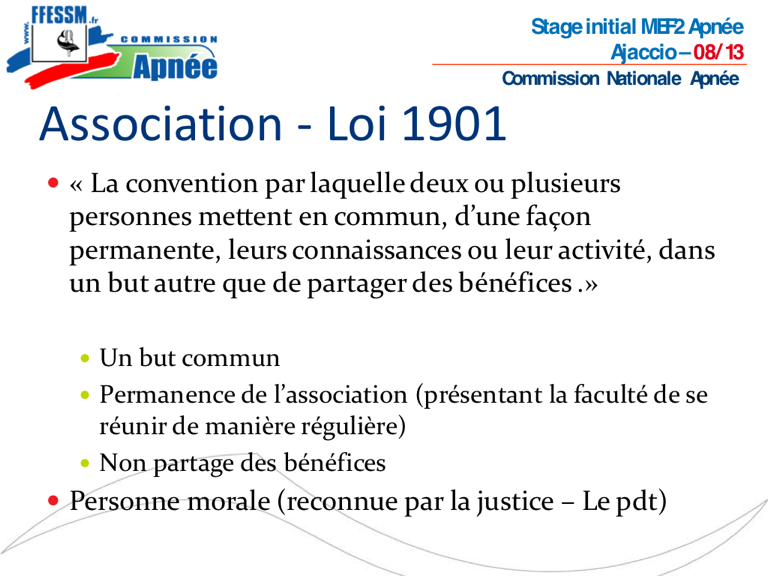 www.FFESSM.fr
COMMISSION
Apnée
Stage initial MEF2 Apnée
Ajaccio – 08/13
Commission Nationale Apnée
Association - Loi 1901
« La convention par laquelle deux ou plusieurs
personnes mettent en commun, d’une façon
permanente, leurs connaissances ou leur activité, dans
un but autre que de partager des bénéfices .»
Un but commun
Permanence de l’association (présentant la faculté de se
réunir de manière régulière)
Non partage des bénéfices
Personne morale (reconnue par la justice – Le pdt)